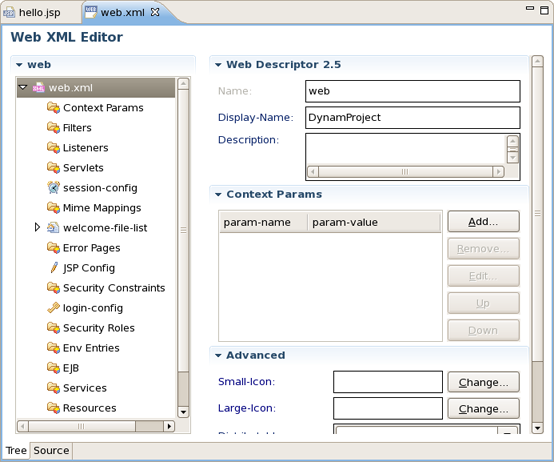 hello.jsp
web.xml
Web XML Editor
web
web.xml
Context Params
Filters
Listeners
Servlets
session-config
Mime Mappings
welcome-file-list
Error Pages
JSP Config
Security Constraints
login-config
Security Roles
Env Entries
EJB
Services
Resources
Web Descriptor 2.5
Name: web
Display-Name: DynamProject
Description:
Context Params
param-name param-value
Add...
Remove...
Edit...
Up
Down
Advanced
Small-Icon: Change...
Large-Icon: Change...
Tree Source